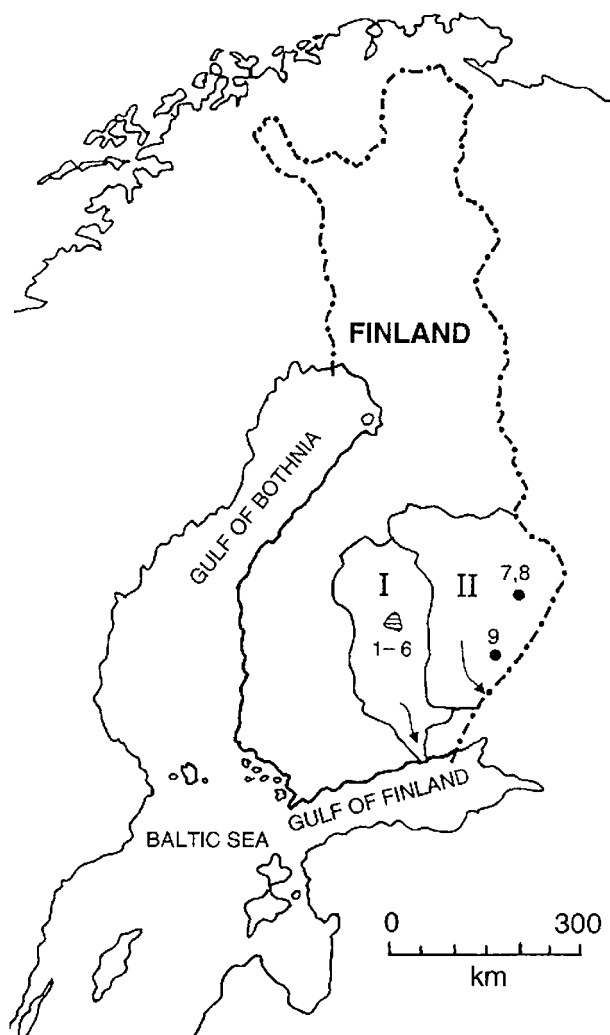 FINLAND
GULF OF BOTHNIA
I
II
7,8
1–6
9
GULF OF FINLAND
BALTIC SEA
0 300
km